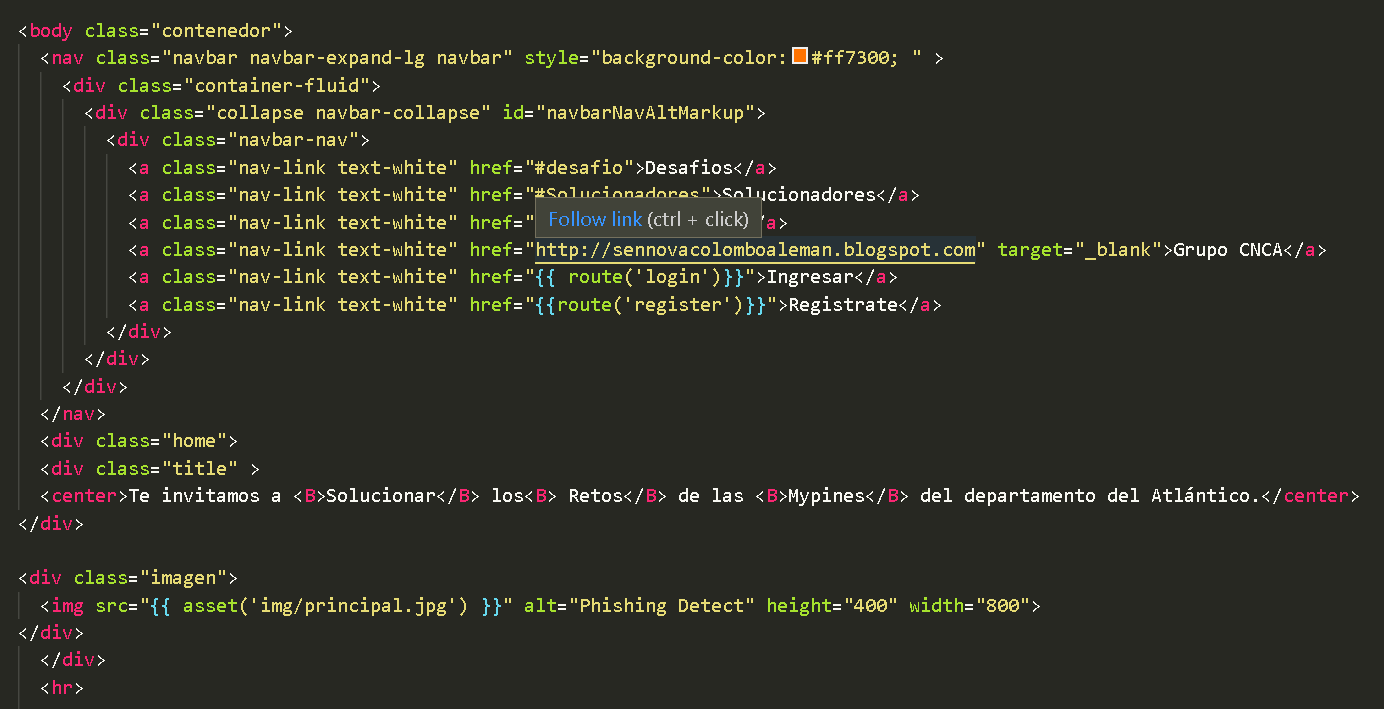 <body class="contenedor">
<nav class="navbar navbar-expand-lg navbar" style="background-color:#ff7300; " >
<div class="container-fluid">
<div class="collapse navbar-collapse" id="navbarNavAltMarkup">
<div class="navbar-nav">
<a class="nav-link text-white" href="#desafio">Desafios</a>
<a class="nav-link text-white" href="#Solucionadores">Solucionadores</a>
<a class="nav-link text-white" href=" /a>
Follow link (ctrl + click)
<a class="nav-link text-white" href="http://sennovacolomboaleman.blogspot.com" target="_blank">Grupo CNCA</a>
<a class="nav-link text-white" href="{{ route('login')}}">Ingresar</a>
<a class="nav-link text-white" href="{{route('register')}}">Registrate</a>
</div>
</div>
</div>
</nav>
<div class="home">
<div class="title" >
<center>Te invitamos a <B>Solucionar</B> los<B> Retos</B> de las <B>Mypines</B> del departamento del Atlántico.</center>
</div>
<div class="imagen">
<img src="{{ asset('img/principal.jpg') }}" alt="Phishing Detect" height="400" width="800">
</div>
</div>
<hr>